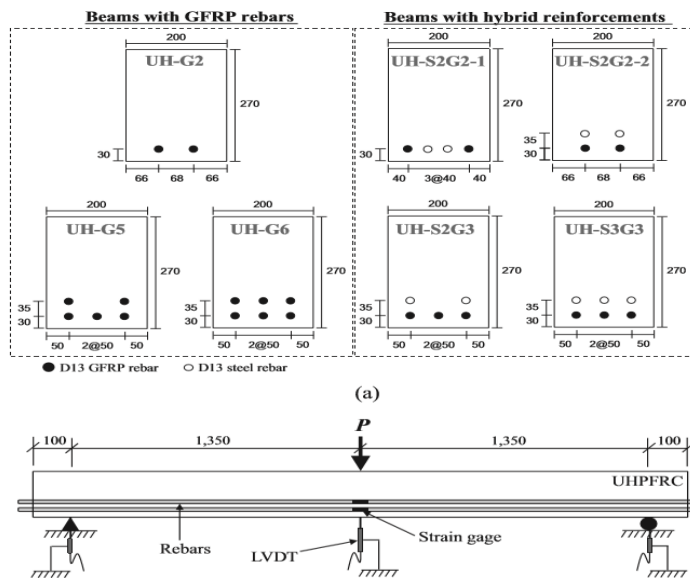 Beams with GFRP rebars
Beams with hybrid reinforcements
200
UH-G2
270
30
66 68 66
200
UH-S2G2-1
270
30
40 3@40 40
200
UH-S2G2-2
270
35
30
66 68 66
200
UH-G5
270
35
30
50 2@50 50
200
UH-G6
270
35
30
50 2@50 50
200
UH-S2G3
270
35
30
50 2@50 50
200
UH-S3G3
270
35
30
50 2@50 50
D13 GFRP rebar D13 steel rebar
(a)
P
100 1,350 1,350 100
UHPFRC
Rebars
LVDT
Strain gage